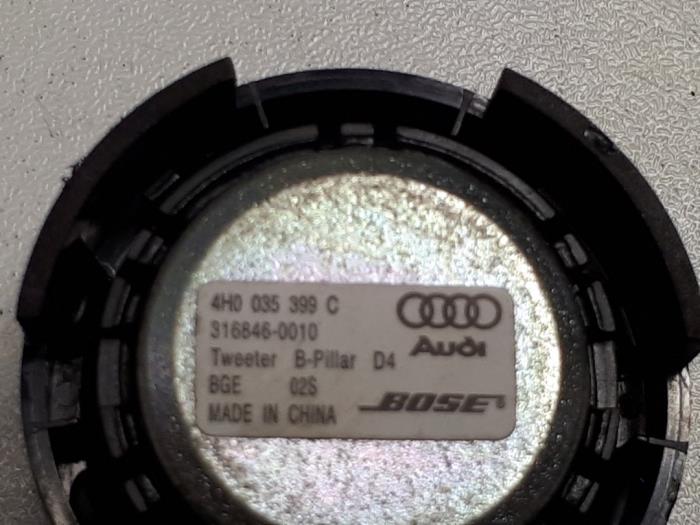 4H0 035 399 C
316846-0010
Audi
Tweeter B-Pillar D4
BGE 02S
BOSE
MADE IN CHINA